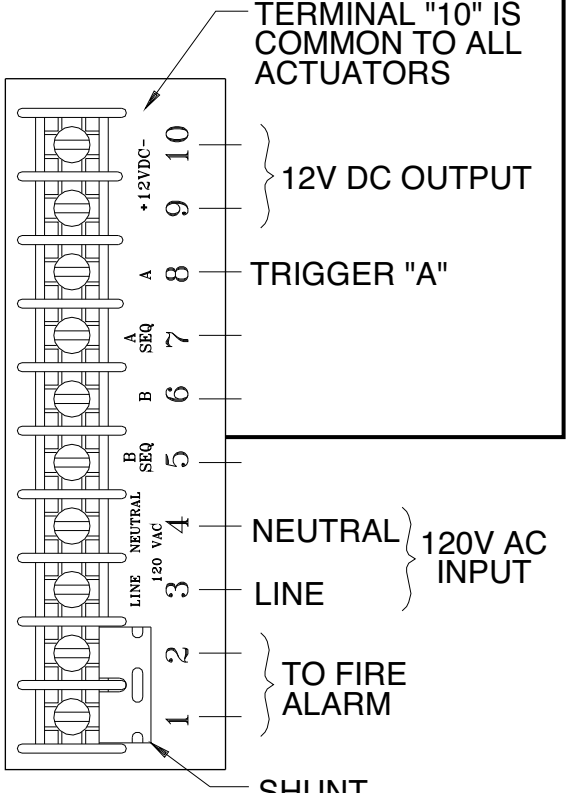 TERMINAL "10" IS
COMMON TO ALL
ACTUATORS
+12VDC-
10
9
12V DC OUTPUT
A
8
TRIGGER "A"
A
SEQ
7
B
6
B
SEQ
5
NEUTRAL
4
NEUTRAL
120 VAC
120V AC
INPUT
LINE
3
LINE
2
1
TO FIRE
ALARM
SHUNT